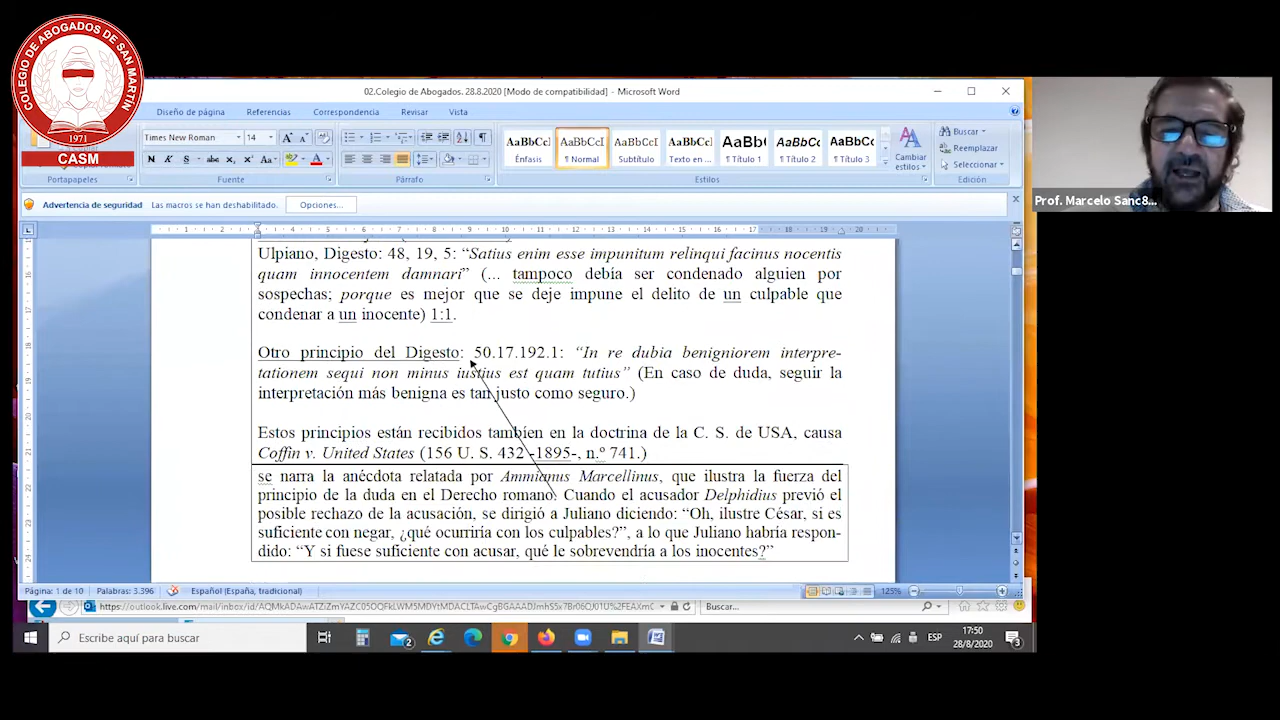 COLEGIO DE ABOGADOS DE SAN MARTÍN
1971
CASM
02.Colegio de Abogados. 28.8.2020 [Modo de compatibilidad] - Microsoft Word
Diseño de página Referencias Correspondencia Revisar Vista
Times New Roman 14
AaBbCcI AaBbCcI AaBbCcI AaBbCcI AaBb( AaBbCcI AaBbCcI
Énfasis ¶ Normal Subtítulo Texto en ... ¶ Título 1 ¶ Título 2 ¶ Título 3
Cambiar estilos
Buscar
Reemplazar
Seleccionar
Portapapeles Fuente Párrafo Estilos Edición
Advertencia de seguridad Las macros se han deshabilitado. Opciones...
Ulpiano, Digesto: 48, 19, 5: “Satius enim esse impunitum relinqui facinus nocentis
quam innocentem damnari” (... tampoco debía ser condenado alguien por
sospechas; porque es mejor que se deje impune el delito de un culpable que
condenar a un inocente) 1:1.
Otro principio del Digesto: 50.17.192.1: “In re dubia benigniorem interpre-
tationem sequi non minus iustius est quam tutius” (En caso de duda, seguir la
interpretación más benigna es tan justo como seguro.)
Estos principios están recibidos tambíen en la doctrina de la C. S. de USA, causa
Coffin v. United States (156 U. S. 432 -1895-, n.º 741.)
se narra la anécdota relatada por Ammianus Marcellinus, que ilustra la fuerza del
principio de la duda en el Derecho romano. Cuando el acusador Delphidius previó el
posible rechazo de la acusación, se dirigió a Juliano diciendo: “Oh, ilustre César, si es
suficiente con negar, ¿qué ocurriría con los culpables?”, a lo que Juliano habría respon-
dido: “Y si fuese suficiente con acusar, qué le sobrevendría a los inocentes?”
Página: 1 de 10 Palabras: 3.396 Español (España, tradicional) 125%
Buscar...
Escribe aquí para buscar
ESP
17:50
28/8/2020
Prof. Marcelo Sanc8...